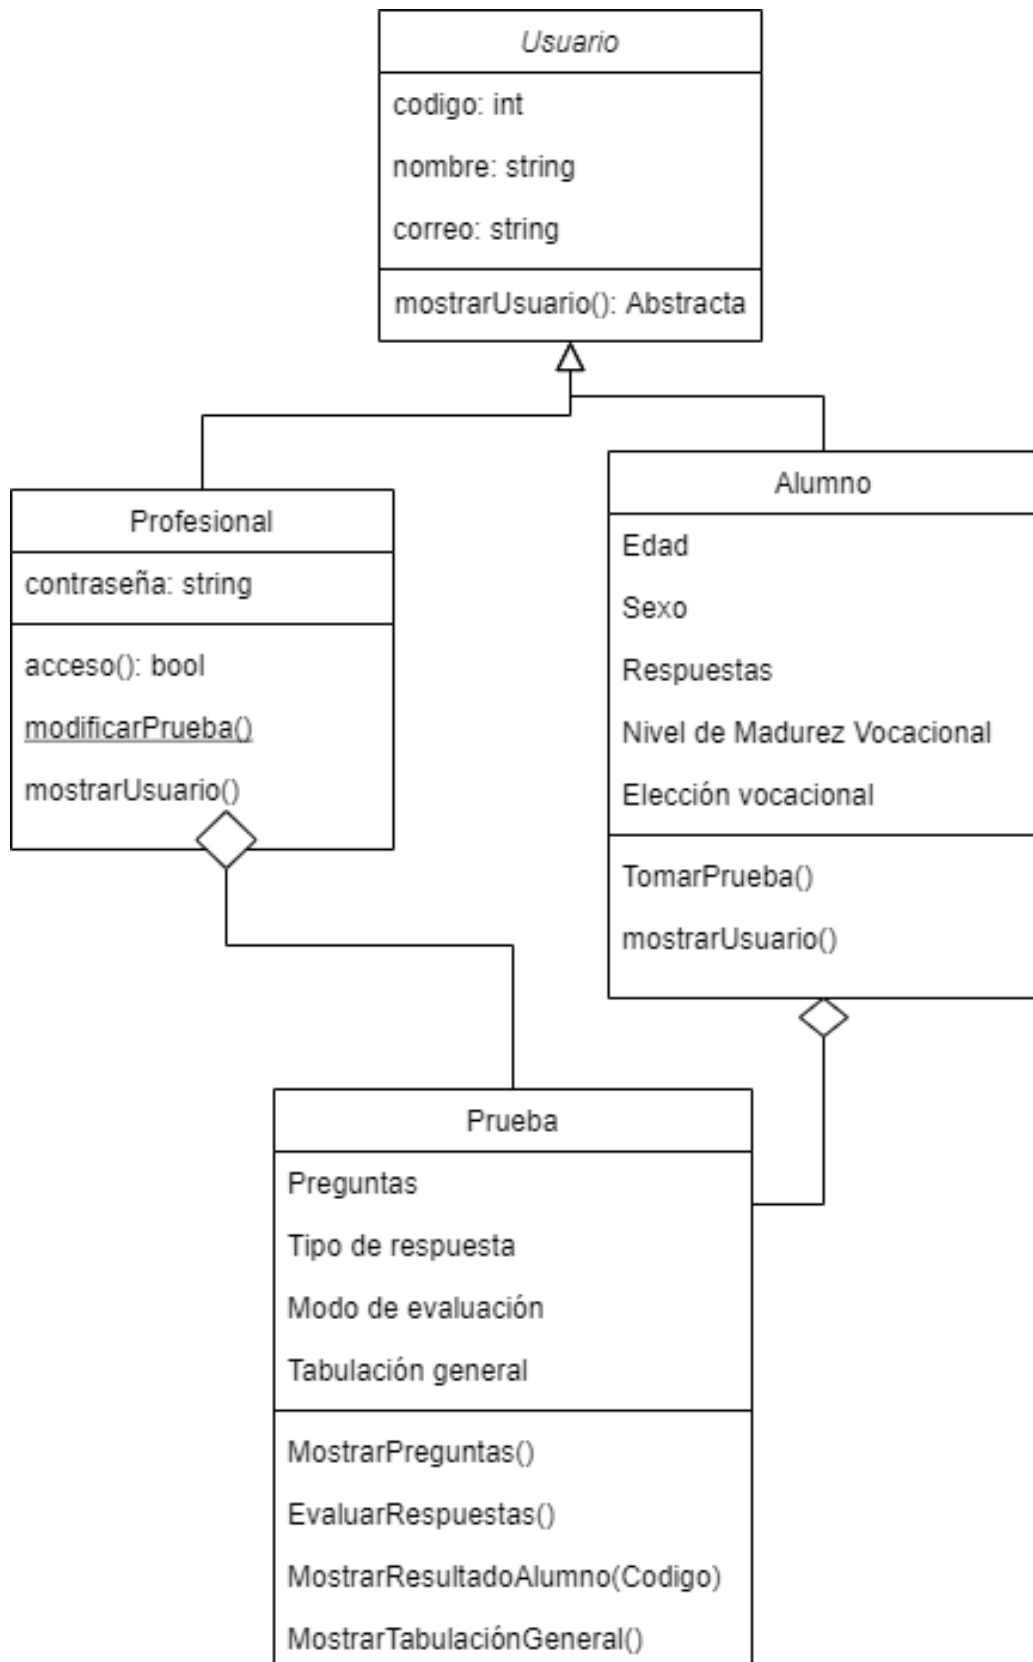 Usuario
codigo: int
nombre: string
correo: string
mostrarUsuario(): Abstracta
Profesional
contraseña: string
acceso(): bool
modificarPrueba()
mostrarUsuario()
Alumno
Edad
Sexo
Respuestas
Nivel de Madurez Vocacional
Elección vocacional
TomarPrueba()
mostrarUsuario()
Prueba
Preguntas
Tipo de respuesta
Modo de evaluación
Tabulación general
MostrarPreguntas()
EvaluarRespuestas()
MostrarResultadoAlumno(Codigo)
MostrarTabulaciónGeneral()